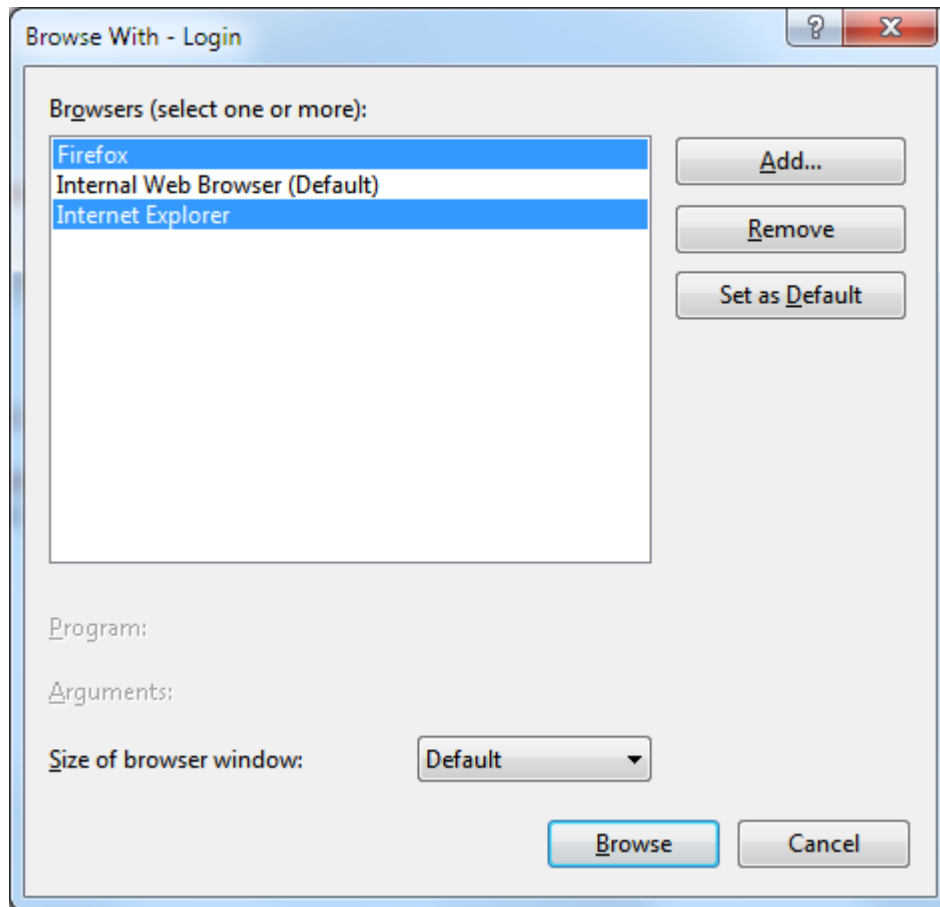 Browse With - Login
Browsers (select one or more):
Firefox
Internal Web Browser (Default)
Internet Explorer
Add...
Remove
Set as Default
Program:
Arguments:
Size of browser window:
Default
Browse
Cancel